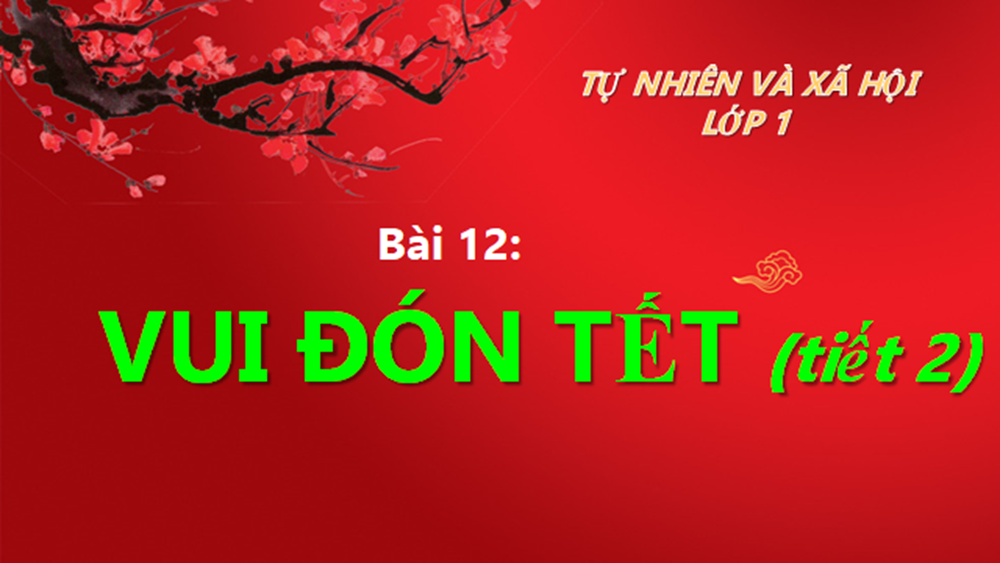 TỰ NHIÊN VÀ XÃ HỘI
LỚP 1
Bài 12:
VUI ĐÓN TẾT (tiết 2)